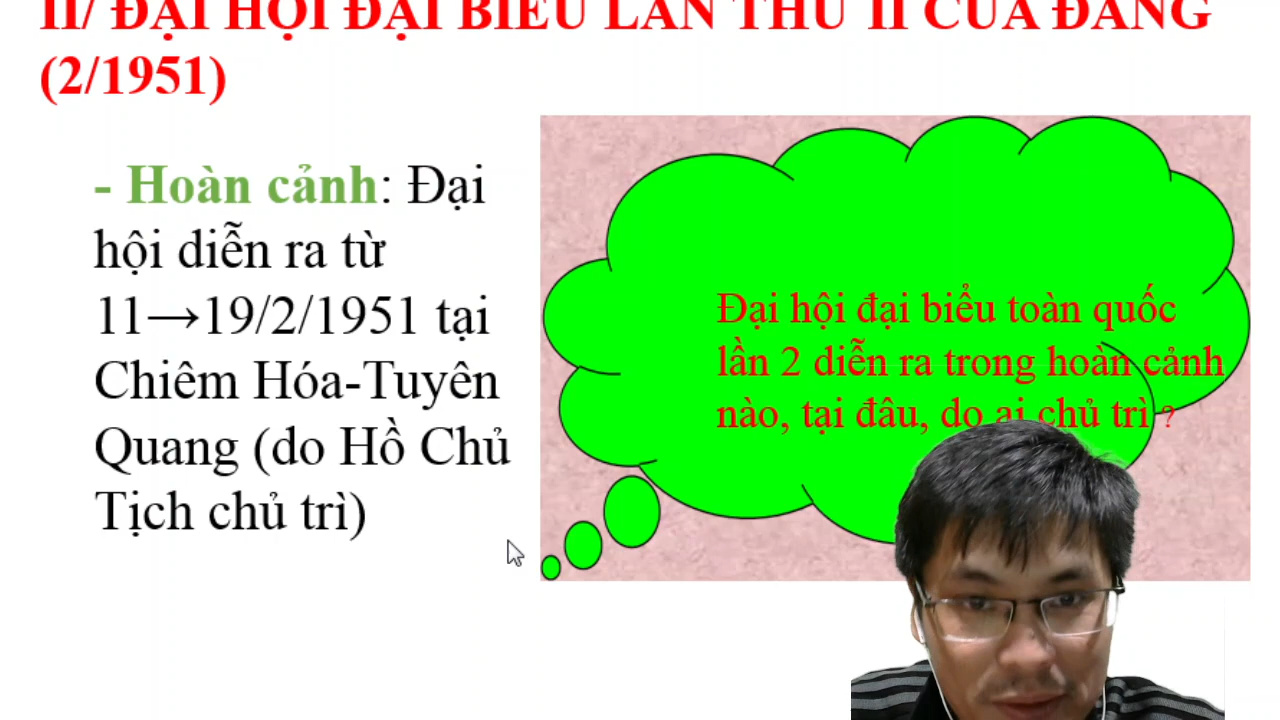 II/ ĐẠI HỘI ĐẠI BIỂU LẦN THỨ II CỦA ĐẢNG
(2/1951)
- Hoàn cảnh: Đại
hội diễn ra từ
11→19/2/1951 tại
Chiêm Hóa-Tuyên
Quang (do Hồ Chủ
Tịch chủ trì)
Đại hội đại biểu toàn quốc
lần 2 diễn ra trong hoàn cảnh
nào, tại đâu, do ai chủ trì ?